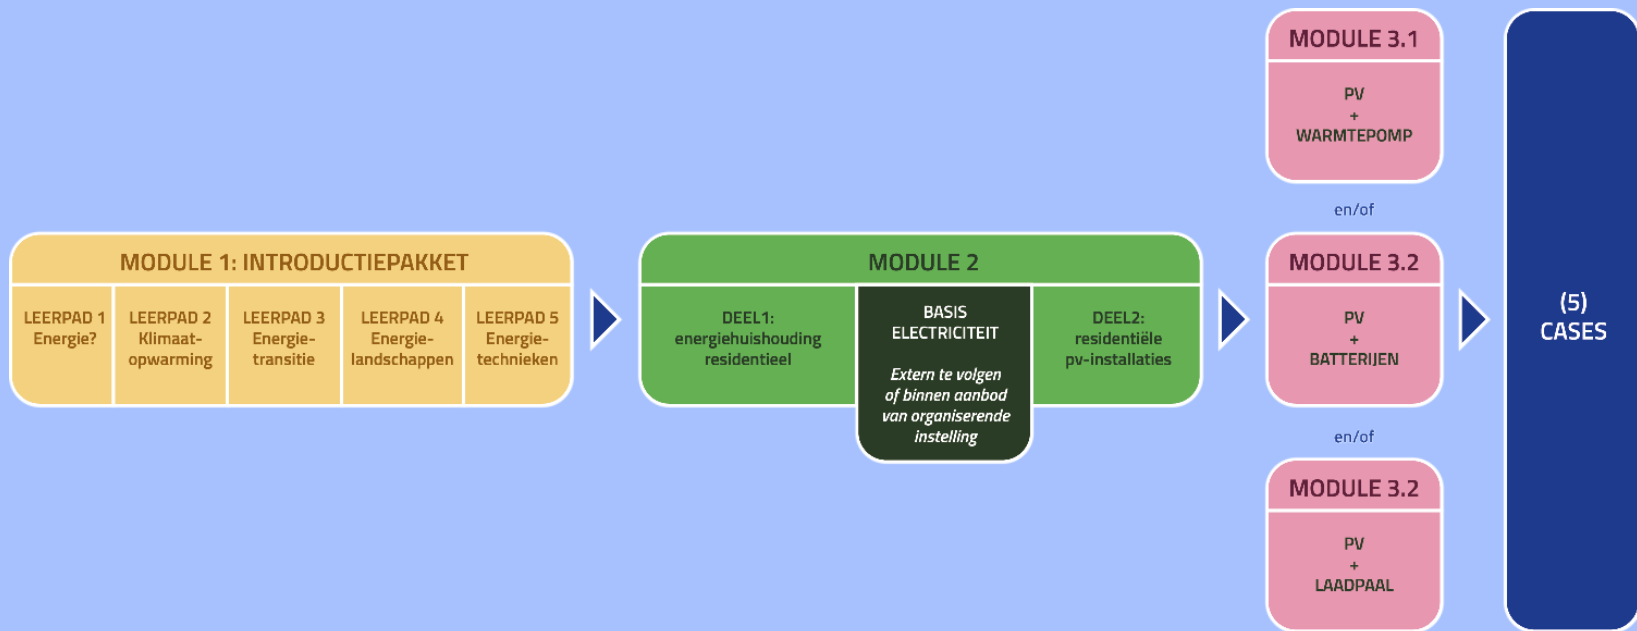 MODULE 1: INTRODUCTIEPAKKET
LEERPAD 1
Energie?
LEERPAD 2
Klimaat-
opwarming
LEERPAD 3
Energie-
transitie
LEERPAD 4
Energie-
landschappen
LEERPAD 5
Energie-
technieken
MODULE 2
DEEL1:
energiehuishouding
residentieel
BASIS
ELECTRICITEIT
Extern te volgen
of binnen aanbod
van organiserende
instelling
DEEL2:
residentiële
pv-installaties
MODULE 3.1
PV
+
WARMTEPOMP
en/of
MODULE 3.2
PV
+
BATTERIJEN
en/of
MODULE 3.2
PV
+
LAADPAAL
(5)
CASES